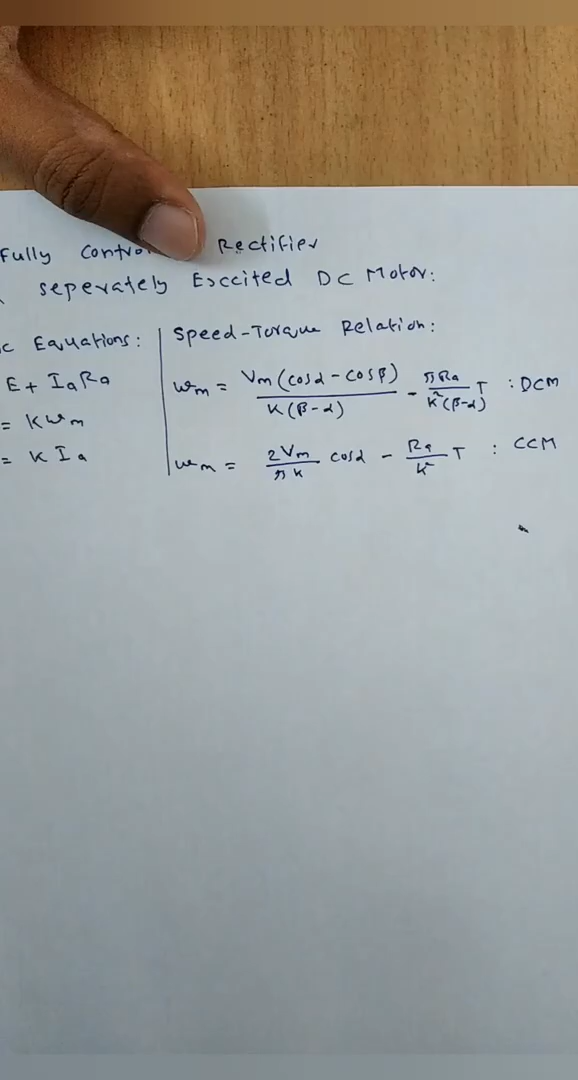 Fully Contro Rectifier
seperately Excited DC Motor:
c Equations:
E + IaRa
= Kωm
= K Ia
Speed-Torque Relation:
ωm = Vm (cosα - cosβ) / K (β-α) - πRa / K²(β-α) T : DCM
ωm = 2Vm / πK cosα - Ra / K² T : CCM